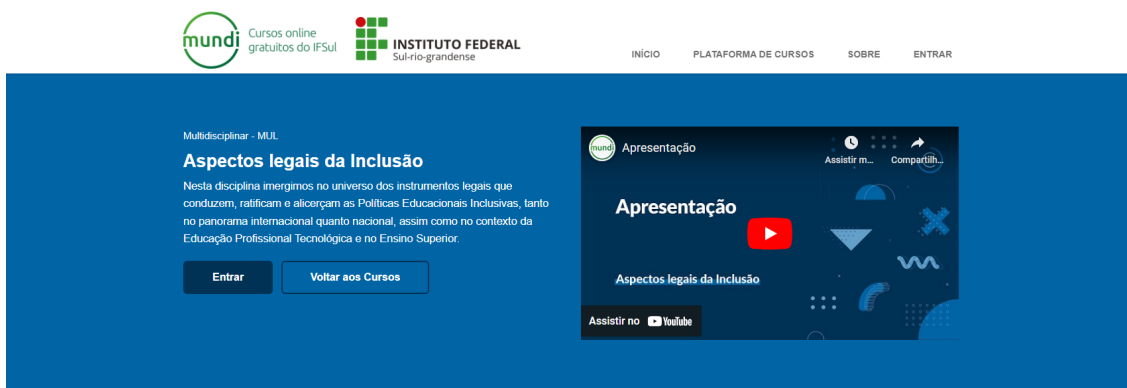 mundi
Cursos online
gratuitos do IFSul
INSTITUTO FEDERAL
Sul-rio-grandense
INÍCIO
PLATAFORMA DE CURSOS
SOBRE
ENTRAR
Multidisciplinar - MUL
Aspectos legais da Inclusão
Nesta disciplina imergimos no universo dos instrumentos legais que
conduzem, ratificam e alicerçam as Políticas Educacionais Inclusivas, tanto
no panorama internacional quanto nacional, assim como no contexto da
Educação Profissional Tecnológica e no Ensino Superior.
Entrar
Voltar aos Cursos
mundi
Apresentação
Assistir m...
Compartilh...
Apresentação
Aspectos legais da Inclusão
Assistir no YouTube